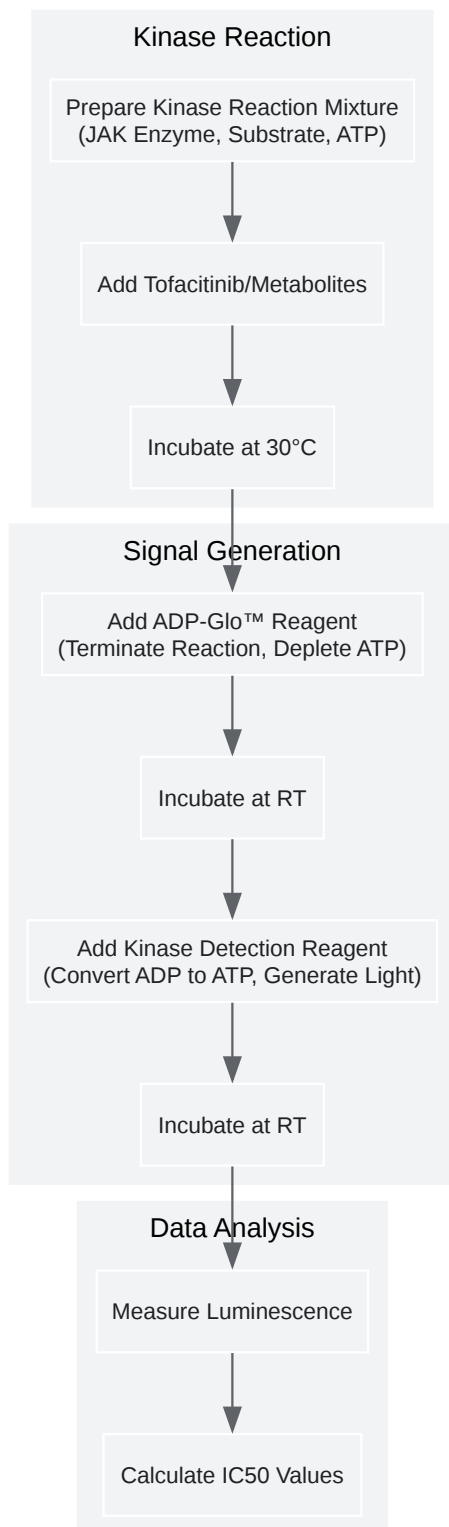 Kinase Reaction
Prepare Kinase Reaction Mixture
(JAK Enzyme, Substrate, ATP)
Add Tofacitinib/Metabolites
Incubate at 30°C
Signal Generation
Add ADP-Glo™ Reagent
(Terminate Reaction, Deplete ATP)
Incubate at RT
Add Kinase Detection Reagent
(Convert ADP to ATP, Generate Light)
Incubate at RT
Data Analysis
Measure Luminescence
Calculate IC50 Values